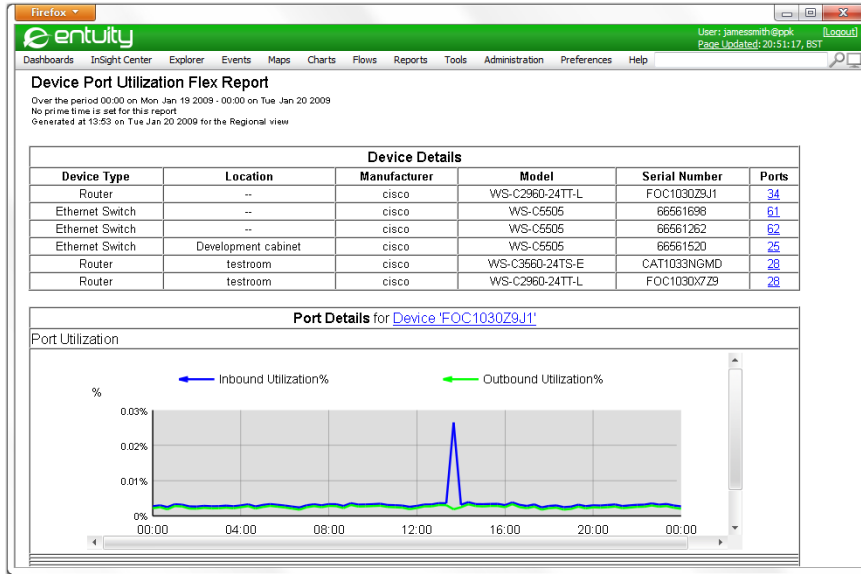 Firefox
entuity
User: jamessmith@ppk [Logout]
Page Updated: 20:51:17, BST
Dashboards InSight Center Explorer Events Maps Charts Flows Reports Tools Administration Preferences Help
Device Port Utilization Flex Report
Over the period 00:00 on Mon Jan 19 2009 - 00:00 on Tue Jan 20 2009
No prime time is set for this report
Generated at 13:53 on Tue Jan 20 2009 for the Regional view
Device Details
Device Type Location Manufacturer Model Serial Number Ports
Router -- cisco WS-C2960-24TT-L FOC1030Z9J1 34
Ethernet Switch -- cisco WS-C5505 66561698 61
Ethernet Switch -- cisco WS-C5505 66561262 62
Ethernet Switch Development cabinet cisco WS-C5505 66561520 25
Router testroom cisco WS-C3560-24TS-E CAT1033NGMD 28
Router testroom cisco WS-C2960-24TT-L FOC1030X7Z9 28
Port Details for Device 'FOC1030Z9J1'
Port Utilization
Inbound Utilization% Outbound Utilization%
%
0.03%
0.02%
0.01%
0%
00:00 04:00 08:00 12:00 16:00 20:00 00:00